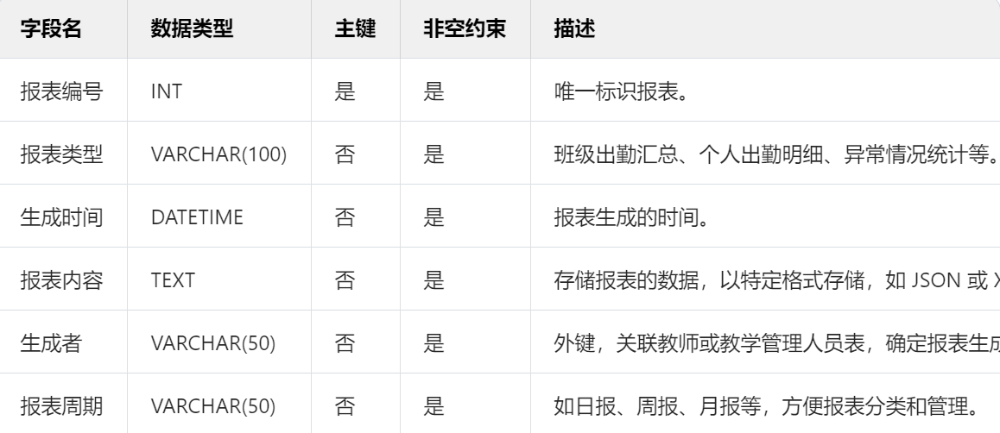 字段名 数据类型 主键 非空约束 描述
报表编号 INT 是 是 唯一标识报表。
报表类型 VARCHAR(100) 否 是 班级出勤汇总、个人出勤明细、异常情况统计等。
生成时间 DATETIME 否 是 报表生成的时间。
报表内容 TEXT 否 是 存储报表的数据，以特定格式存储，如 JSON 或
生成者 VARCHAR(50) 否 是 外键，关联教师或教学管理人员表，确定报表生成
报表周期 VARCHAR(50) 否 是 如日报、周报、月报等，方便报表分类和管理。